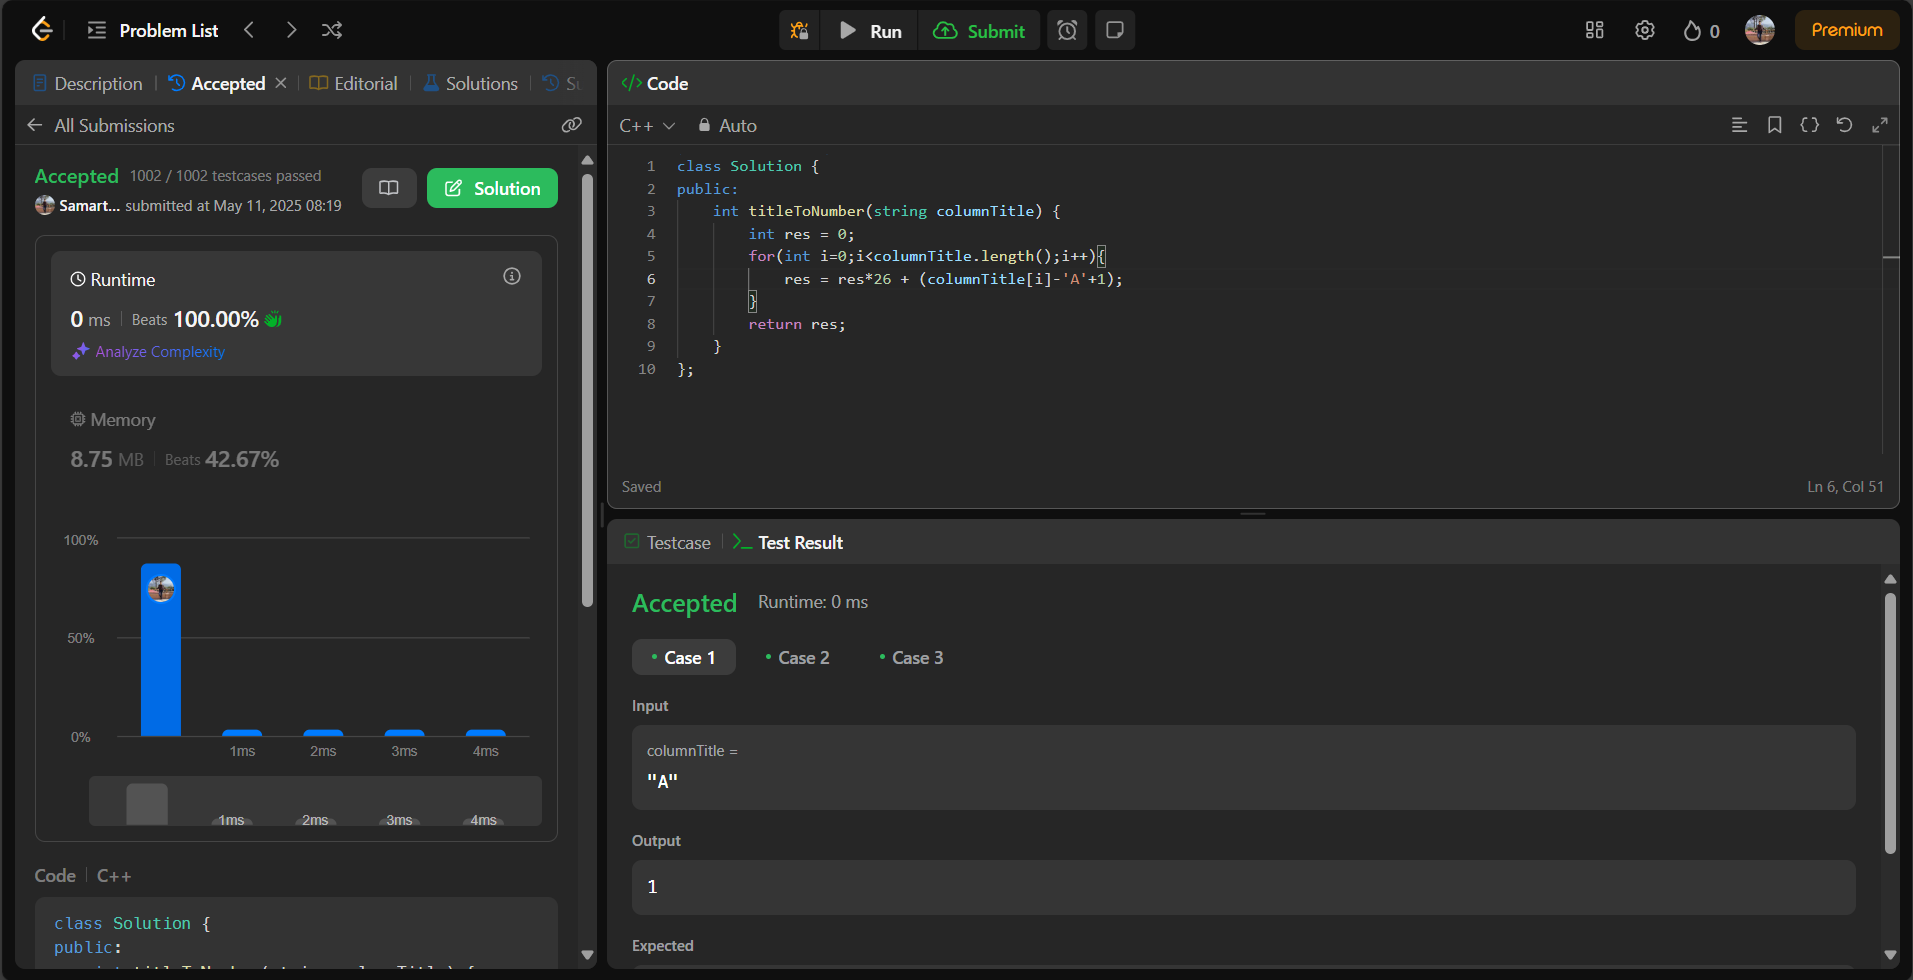 Problem List
Run
Submit
0
Premium
Description
Accepted
Editorial
Solutions
All Submissions
Accepted 1002 / 1002 testcases passed
Samart... submitted at May 11, 2025 08:19
Solution
Runtime
0 ms Beats 100.00%
Analyze Complexity
Memory
8.75 MB Beats 42.67%
100%
50%
0%
1ms 2ms 3ms 4ms
1ms 2ms 3ms 4ms
Code C++
class Solution {
public:
</> Code
C++ Auto
1 class Solution {
2 public:
3 int titleToNumber(string columnTitle) {
4 int res = 0;
5 for(int i=0;i<columnTitle.length();i++){
6 res = res*26 + (columnTitle[i]-'A'+1);
7 }
8 return res;
9 }
10 };
Saved
Ln 6, Col 51
Testcase
Test Result
Accepted Runtime: 0 ms
Case 1 Case 2 Case 3
Input
columnTitle =
"A"
Output
1
Expected